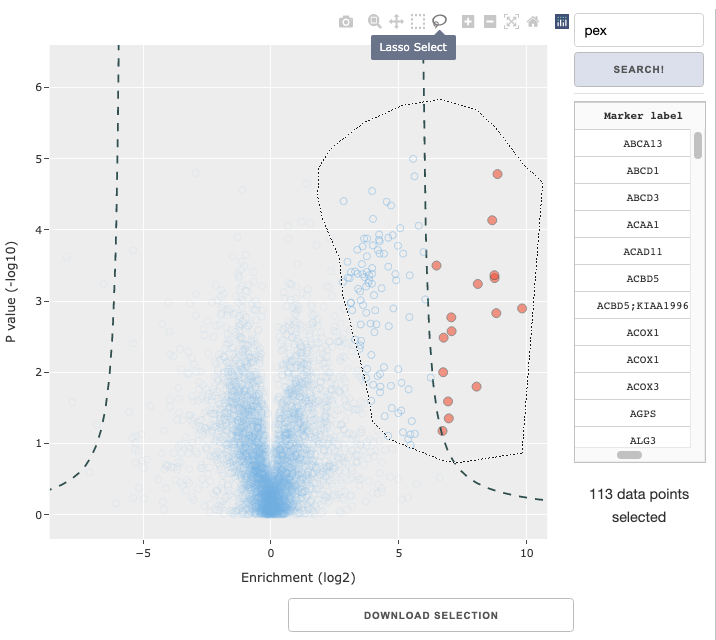 pex
Lasso Select
SEARCH!
Marker label
ABCA13
ABCD1
ABCD3
ACAA1
ACAD11
ACBD5
ACBD5;KIAA1996
ACOX1
ACOX1
ACOX3
AGPS
ALG3
113 data points
selected
P value (-log10)
6
5
4
3
2
1
0
−5
0
5
10
Enrichment (log2)
DOWNLOAD SELECTION